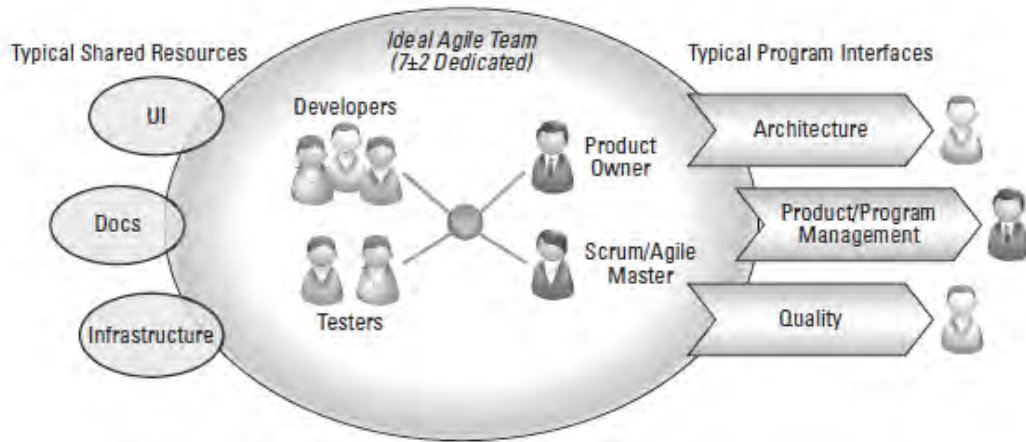 Typical Shared Resources
UI
Docs
Infrastructure
Ideal Agile Team
(7±2 Dedicated)
Developers
Testers
Product
Owner
Scrum/Agile
Master
Typical Program Interfaces
Architecture
Product/Program
Management
Quality